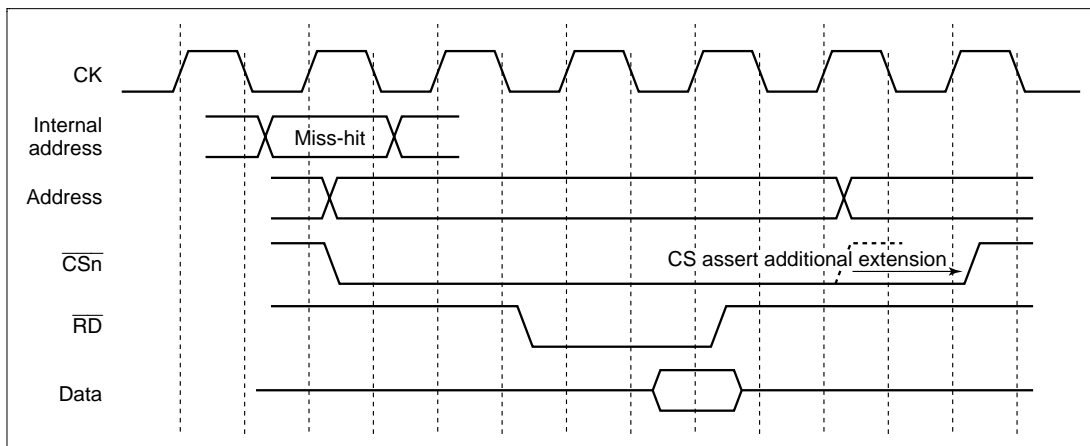 CK
Internal
address
Miss-hit
Address
CSn
CS assert additional extension
RD
Data